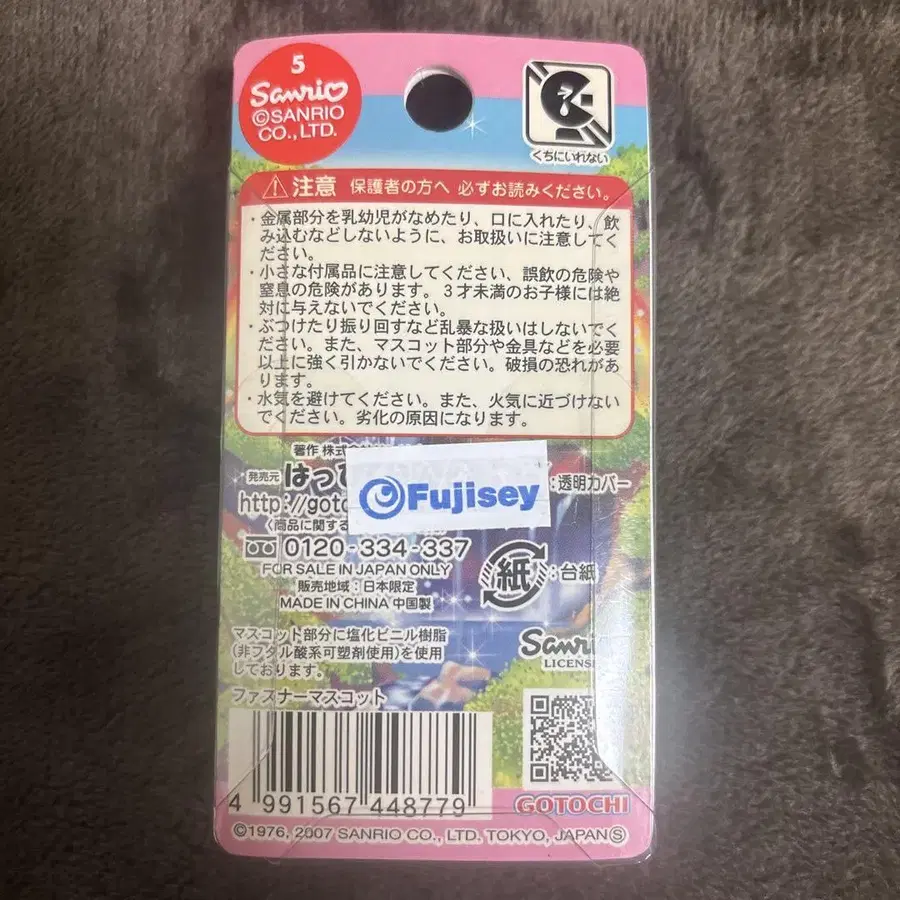 5
Sanrio
©SANRIO
CO., LTD.
くちにいれない
注意 保護者の方へ 必ずお読みください。
・金属部分を乳幼児がなめたり、口に入れたり、飲
み込むなどしないように、お取扱いに注意してく
ださい。
・小さな付属品に注意してください、誤飲の危険や
窒息の危険があります。3才未満のお子様には絶
対に与えないでください。
・ぶつけたり振り回すなど乱暴な扱いはしないでく
ださい。また、マスコット部分や金具などを必要
以上に強く引かないでください。破損の恐れがあ
ります。
・水気を避けてください。また、火気に近づけない
でください。劣化の原因になります。
著作 株式
発売元 はっぴ
:透明カバー
Fujisey
http://goto
〈商品に関する
0120-334-337
FOR SALE IN JAPAN ONLY
販売地域:日本限定
MADE IN CHINA 中国製
紙:台紙
マスコット部分に塩化ビニル樹脂
(非フタル酸系可塑剤使用)を使用
しております。
Sanri
LICENS
ファスナーマスコット
4 991567 448779
GOTOCHI
©1976, 2007 SANRIO CO., LTD. TOKYO, JAPAN Ⓢ